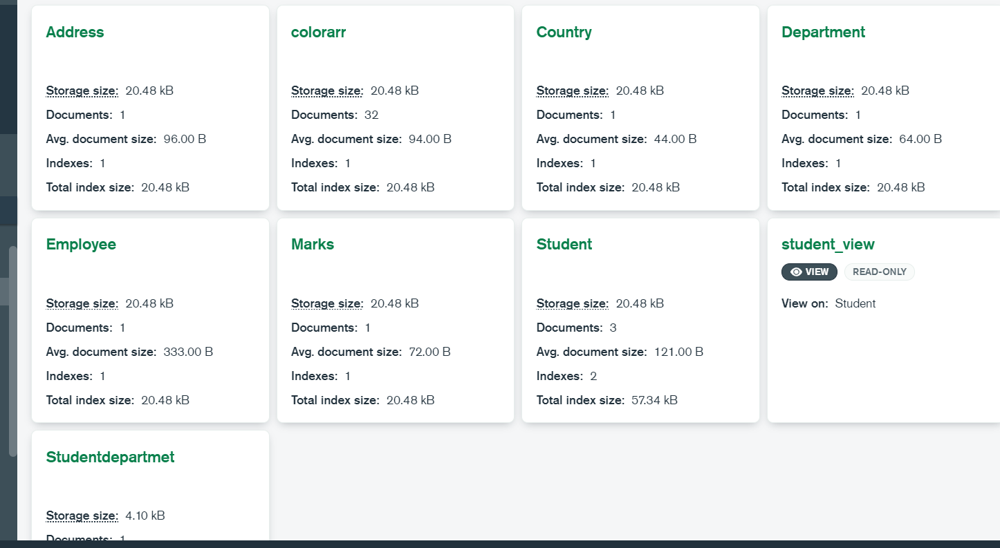 Address
Storage size: 20.48 kB
Documents: 1
Avg. document size: 96.00 B
Indexes: 1
Total index size: 20.48 kB
colorarr
Storage size: 20.48 kB
Documents: 32
Avg. document size: 94.00 B
Indexes: 1
Total index size: 20.48 kB
Country
Storage size: 20.48 kB
Documents: 1
Avg. document size: 44.00 B
Indexes: 1
Total index size: 20.48 kB
Department
Storage size: 20.48 kB
Documents: 1
Avg. document size: 64.00 B
Indexes: 1
Total index size: 20.48 kB
Employee
Storage size: 20.48 kB
Documents: 1
Avg. document size: 333.00 B
Indexes: 1
Total index size: 20.48 kB
Marks
Storage size: 20.48 kB
Documents: 1
Avg. document size: 72.00 B
Indexes: 1
Total index size: 20.48 kB
Student
Storage size: 20.48 kB
Documents: 3
Avg. document size: 121.00 B
Indexes: 2
Total index size: 57.34 kB
student_view
VIEW READ-ONLY
View on: Student
Studentdepartmet
Storage size: 4.10 kB
Documents: 1